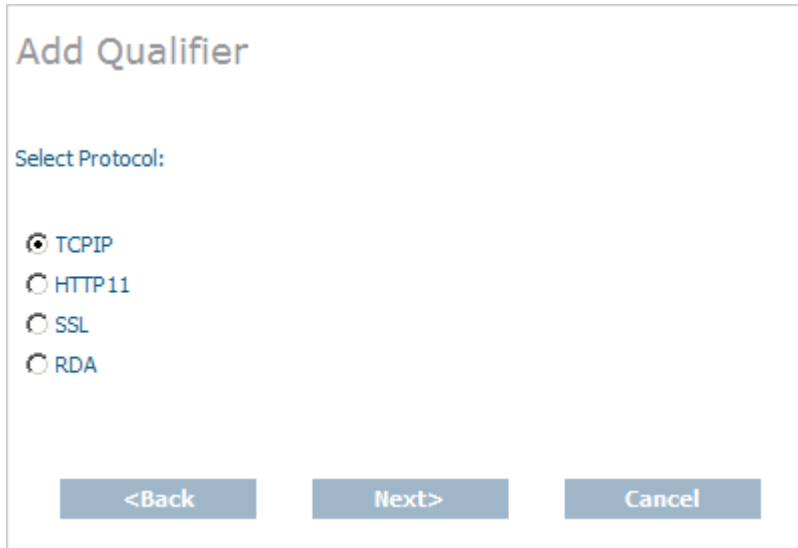 Add Qualifier
Select Protocol:
TCPIP
HTTP11
SSL
RDA
<Back Next> Cancel